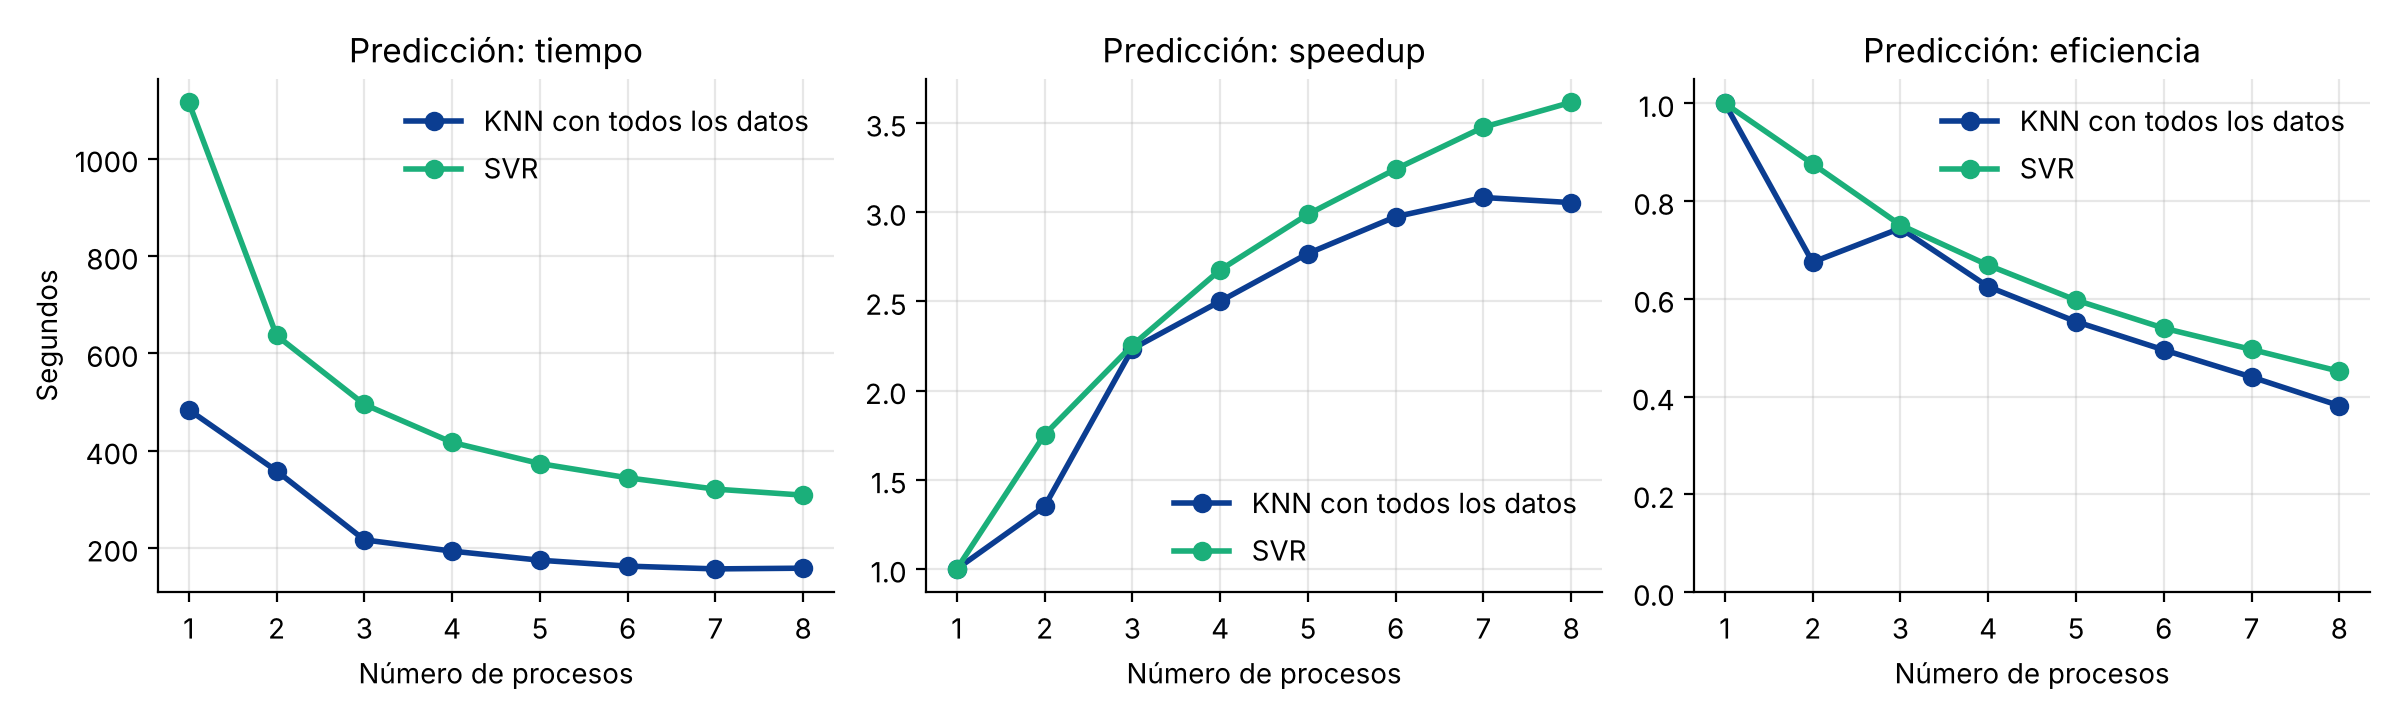 Predicción: tiempo
KNN con todos los datos
SVR
1000
800
600
400
200
Segundos
1 2 3 4 5 6 7 8
Número de procesos
Predicción: speedup
3.5
3.0
2.5
2.0
1.5
1.0
KNN con todos los datos
SVR
1 2 3 4 5 6 7 8
Número de procesos
Predicción: eficiencia
KNN con todos los datos
SVR
1.0
0.8
0.6
0.4
0.2
0.0
1 2 3 4 5 6 7 8
Número de procesos